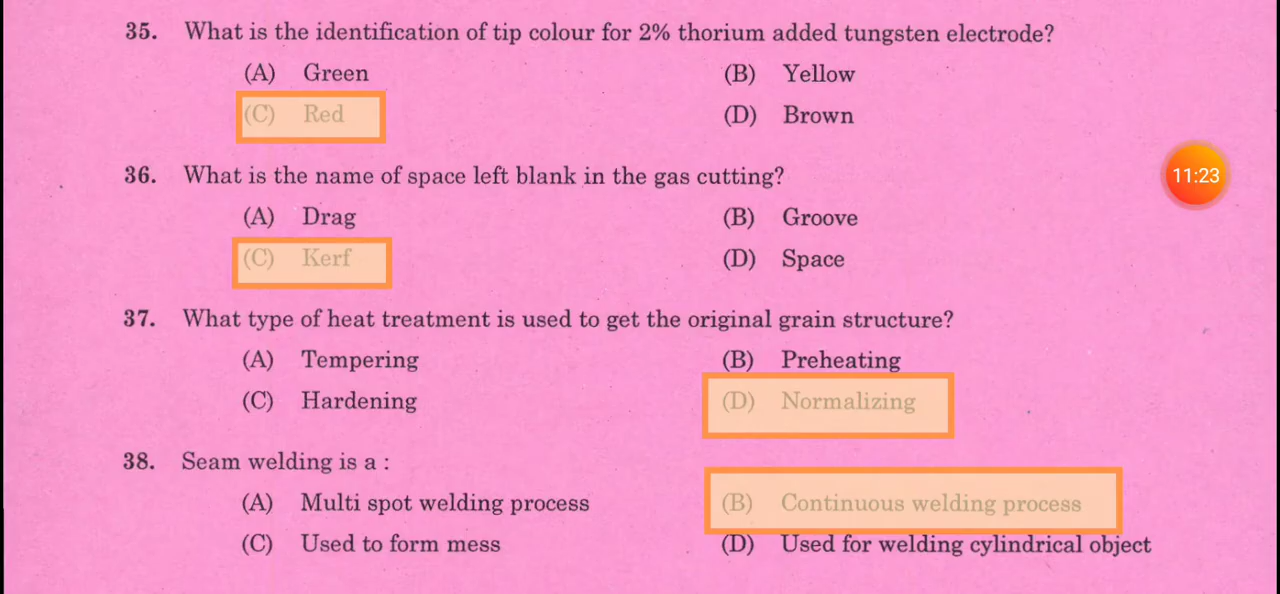 35. What is the identification of tip colour for 2% thorium added tungsten electrode?
(A) Green (B) Yellow
(C) Red (D) Brown
36. What is the name of space left blank in the gas cutting?
11:23
(A) Drag (B) Groove
(C) Kerf (D) Space
37. What type of heat treatment is used to get the original grain structure?
(A) Tempering (B) Preheating
(C) Hardening (D) Normalizing
38. Seam welding is a :
(A) Multi spot welding process (B) Continuous welding process
(C) Used to form mess (D) Used for welding cylindrical object